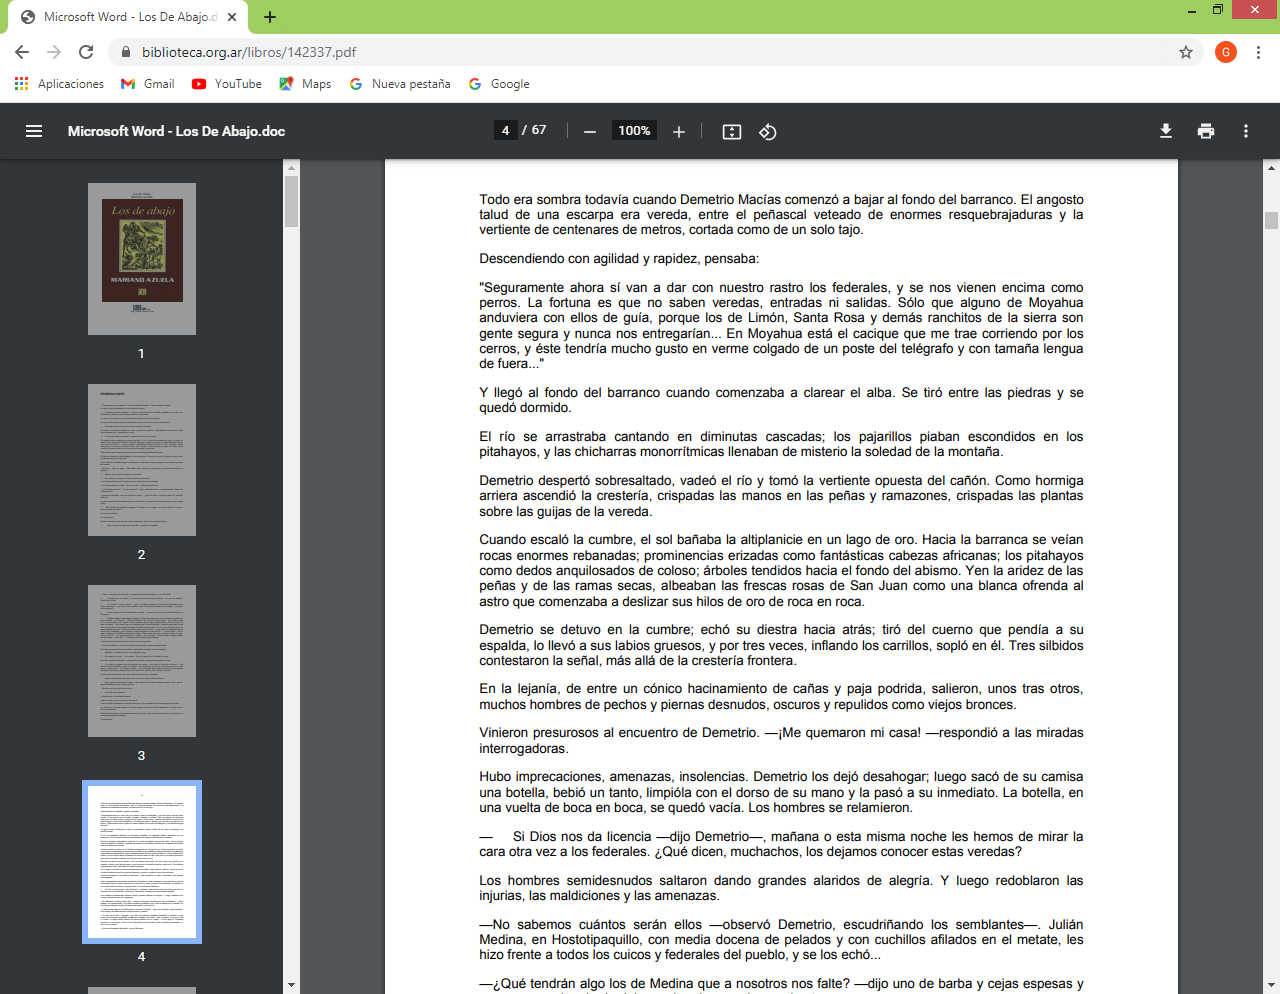 Microsoft Word - Los De Abajo.d
biblioteca.org.ar/libros/142337.pdf
G
Aplicaciones
Gmail
YouTube
Maps
Nueva pestaña
Google
Microsoft Word - Los De Abajo.doc
4 / 67
100%
Los de abajo
MARIANO AZUELA
1
2
3
4
Todo era sombra todavía cuando Demetrio Macías comenzó a bajar al fondo del barranco. El angosto
talud de una escarpa era vereda, entre el peñascal veteado de enormes resquebrajaduras y la
vertiente de centenares de metros, cortada como de un solo tajo.
Descendiendo con agilidad y rapidez, pensaba:
"Seguramente ahora sí van a dar con nuestro rastro los federales, y se nos vienen encima como
perros. La fortuna es que no saben veredas, entradas ni salidas. Sólo que alguno de Moyahua
anduviera con ellos de guía, porque los de Limón, Santa Rosa y demás ranchitos de la sierra son
gente segura y nunca nos entregarían... En Moyahua está el cacique que me trae corriendo por los
cerros, y éste tendría mucho gusto en verme colgado de un poste del telégrafo y con tamaña lengua
de fuera..."
Y llegó al fondo del barranco cuando comenzaba a clarear el alba. Se tiró entre las piedras y se
quedó dormido.
El río se arrastraba cantando en diminutas cascadas; los pajarillos piaban escondidos en los
pitahayos, y las chicharras monorrítmicas llenaban de misterio la soledad de la montaña.
Demetrio despertó sobresaltado, vadeó el río y tomó la vertiente opuesta del cañón. Como hormiga
arriera ascendió la crestería, crispadas las manos en las peñas y ramazones, crispadas las plantas
sobre las guijas de la vereda.
Cuando escaló la cumbre, el sol bañaba la altiplanicie en un lago de oro. Hacia la barranca se veían
rocas enormes rebanadas; prominencias erizadas como fantásticas cabezas africanas; los pitahayos
como dedos anquilosados de coloso; árboles tendidos hacia el fondo del abismo. Yen la aridez de las
peñas y de las ramas secas, albeaban las frescas rosas de San Juan como una blanca ofrenda al
astro que comenzaba a deslizar sus hilos de oro de roca en roca.
Demetrio se detuvo en la cumbre; echó su diestra hacia atrás; tiró del cuerno que pendía a su
espalda, lo llevó a sus labios gruesos, y por tres veces, inflando los carrillos, sopló en él. Tres silbidos
contestaron la señal, más allá de la crestería frontera.
En la lejanía, de entre un cónico hacinamiento de cañas y paja podrida, salieron, unos tras otros,
muchos hombres de pechos y piernas desnudos, oscuros y repulidos como viejos bronces.
Vinieron presurosos al encuentro de Demetrio. —¡Me quemaron mi casa! —respondió a las miradas
interrogadoras.
Hubo imprecaciones, amenazas, insolencias. Demetrio los dejó desahogar; luego sacó de su camisa
una botella, bebió un tanto, limpióla con el dorso de su mano y la pasó a su inmediato. La botella, en
una vuelta de boca en boca, se quedó vacía. Los hombres se relamieron.
— Si Dios nos da licencia —dijo Demetrio—, mañana o esta misma noche les hemos de mirar la
cara otra vez a los federales. ¿Qué dicen, muchachos, los dejamos conocer estas veredas?
Los hombres semidesnudos saltaron dando grandes alaridos de alegría. Y luego redoblaron las
injurias, las maldiciones y las amenazas.
—No sabemos cuántos serán ellos —observó Demetrio, escudriñando los semblantes—. Julián
Medina, en Hostotipaquillo, con media docena de pelados y con cuchillos afilados en el metate, les
hizo frente a todos los cuicos y federales del pueblo, y se los echó...
—¿Qué tendrán algo los de Medina que a nosotros nos falte? —dijo uno de barba y cejas espesas y